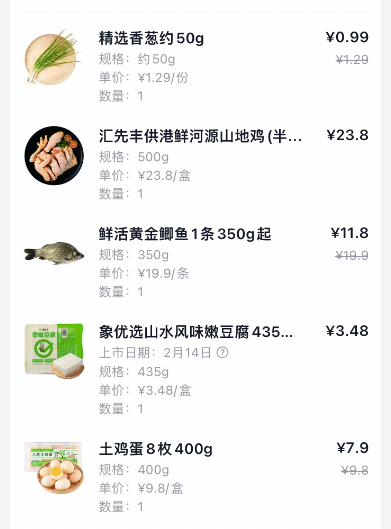 精选香葱约50g
¥0.99
规格：约50g
¥1.29
单价：¥1.29/份
数量：1
汇先丰供港鲜河源山地鸡(半...
¥23.8
规格：500g
单价：¥23.8/盒
数量：1
鲜活黄金鲫鱼1条350g起
¥11.8
规格：350g
¥19.9
单价：¥19.9/条
数量：1
象优选山水风味嫩豆腐435...
¥3.48
上市日期：2月14日 ?
规格：435g
单价：¥3.48/盒
数量：1
土鸡蛋8枚400g
¥7.9
规格：400g
¥9.8
单价：¥9.8/盒
数量：1